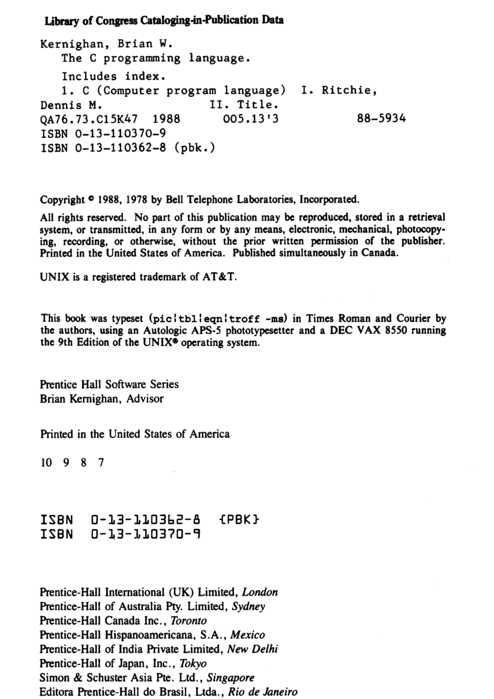 Library of Congress Cataloging-in-Publication Data
Kernighan, Brian W.
The C programming language.
Includes index.
1. C (Computer program language) I. Ritchie,
Dennis M. II. Title.
QA76.73.C15K47 1988 005.13'3 88-5934
ISBN 0-13-110370-9
ISBN 0-13-110362-8 (pbk.)
Copyright © 1988, 1978 by Bell Telephone Laboratories, Incorporated.
All rights reserved. No part of this publication may be reproduced, stored in a retrieval
system, or transmitted, in any form or by any means, electronic, mechanical, photocopy-
ing, recording, or otherwise, without the prior written permission of the publisher.
Printed in the United States of America. Published simultaneously in Canada.
UNIX is a registered trademark of AT&T.
This book was typeset (pic|tbl|eqn|troff -ms) in Times Roman and Courier by
the authors, using an Autologic APS-5 phototypesetter and a DEC VAX 8550 running
the 9th Edition of the UNIX® operating system.
Prentice Hall Software Series
Brian Kernighan, Advisor
Printed in the United States of America
10 9 8 7
ISBN 0-13-110362-8 {PBK}
ISBN 0-13-110370-9
Prentice-Hall International (UK) Limited, London
Prentice-Hall of Australia Pty. Limited, Sydney
Prentice-Hall Canada Inc., Toronto
Prentice-Hall Hispanoamericana, S.A., Mexico
Prentice-Hall of India Private Limited, New Delhi
Prentice-Hall of Japan, Inc., Tokyo
Simon & Schuster Asia Pte. Ltd., Singapore
Editora Prentice-Hall do Brasil, Ltda., Rio de Janeiro